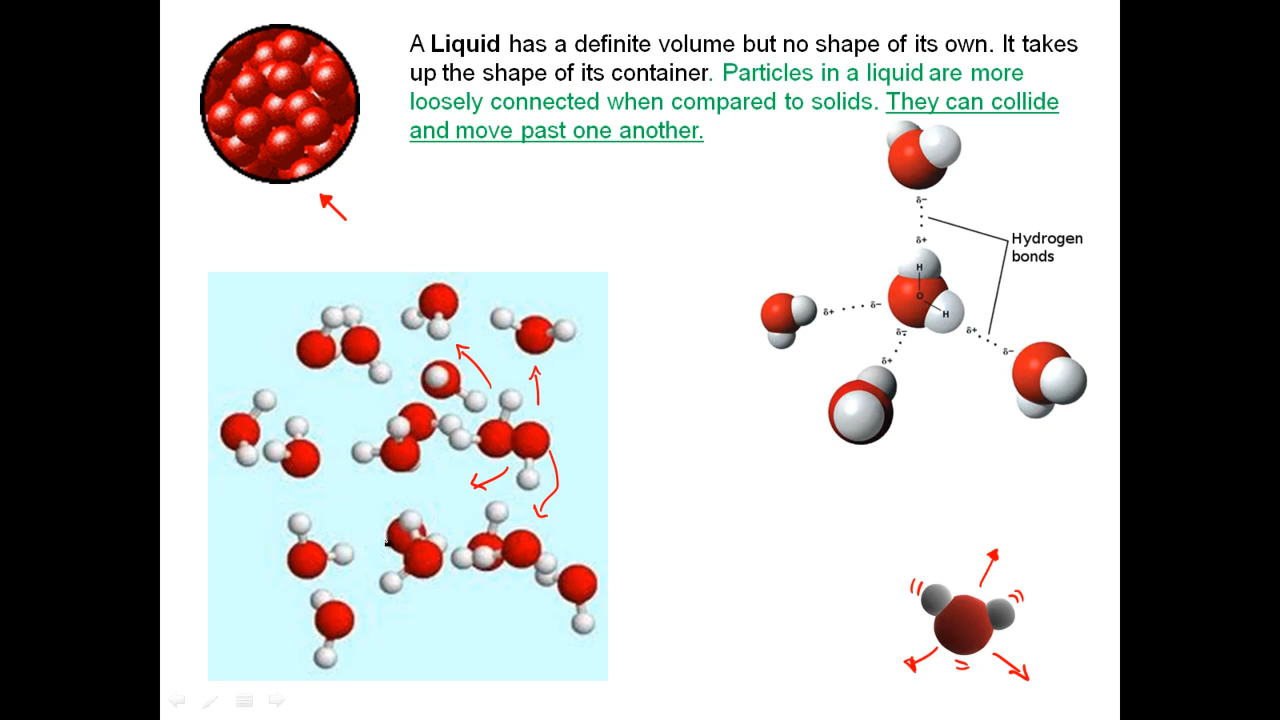 A Liquid has a definite volume but no shape of its own. It takes
up the shape of its container. Particles in a liquid are more
loosely connected when compared to solids. They can collide
and move past one another.
δ−
Hydrogen
bonds
δ+
H
O
H
δ+
δ−
δ−
δ+
δ−
δ+